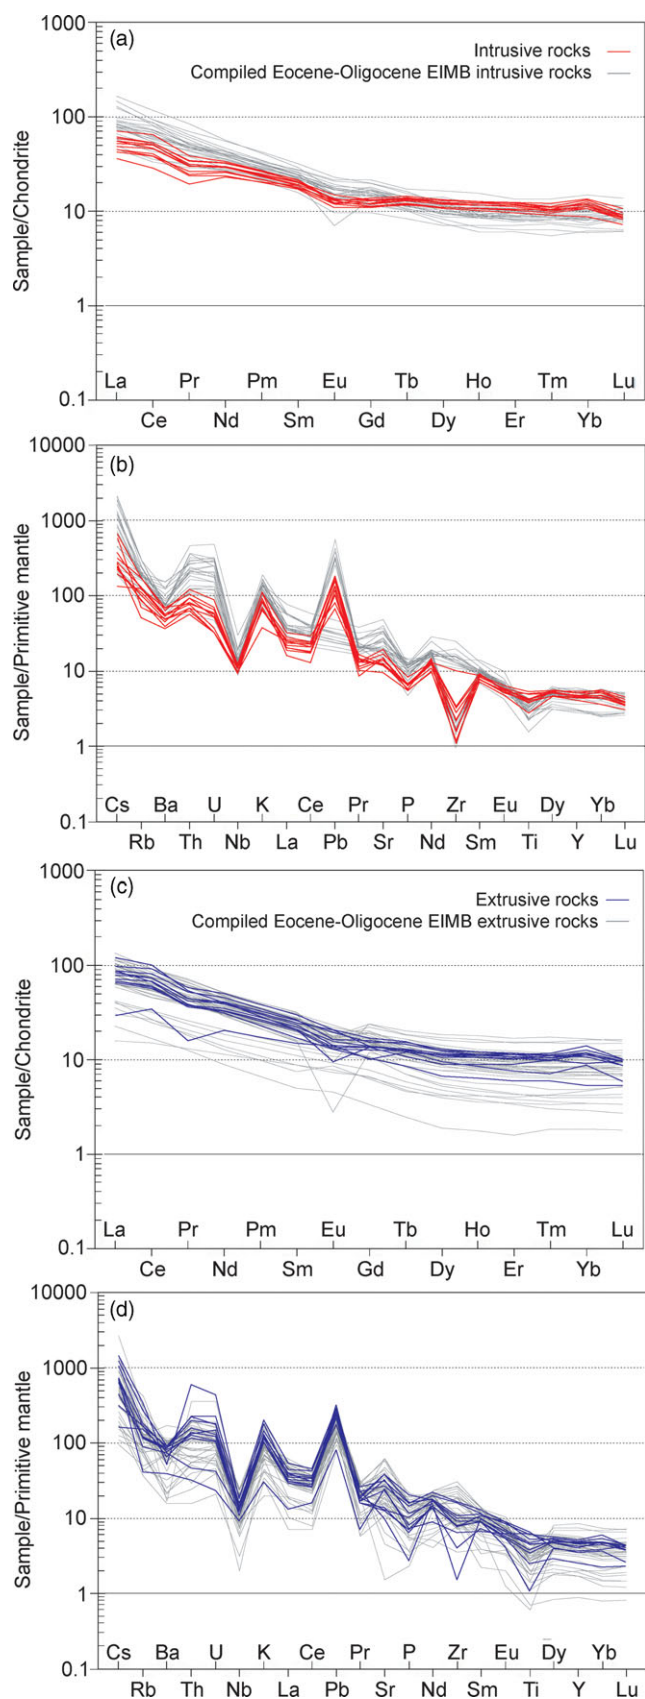 (a)
Intrusive rocks
Compiled Eocene-Oligocene EIMB intrusive rocks
Sample/Chondrite
1000
100
10
1
0.1
La Pr Pm Eu Tb Ho Tm Lu
Ce Nd Sm Gd Dy Er Yb
(b)
Sample/Primitive mantle
10000
1000
100
10
1
0.1
Cs Ba U K Ce Pr P Zr Eu Dy Yb
Th
Rb Th Nb La Pb Sr Nd Sm Ti Y Lu
(c)
Extrusive rocks
Compiled Eocene-Oligocene EIMB extrusive rocks
Sample/Chondrite
1000
100
10
1
0.1
La Pr Pm Eu Tb Ho Tm Lu
Ce Nd Sm Gd Dy Er Yb
(d)
Sample/Primitive mantle
10000
1000
100
10
1
0.1
Cs Ba U K Ce Pr P Zr Eu Dy Yb
Rb Th Nb La Pb Sr Nd Sm Ti Y Lu